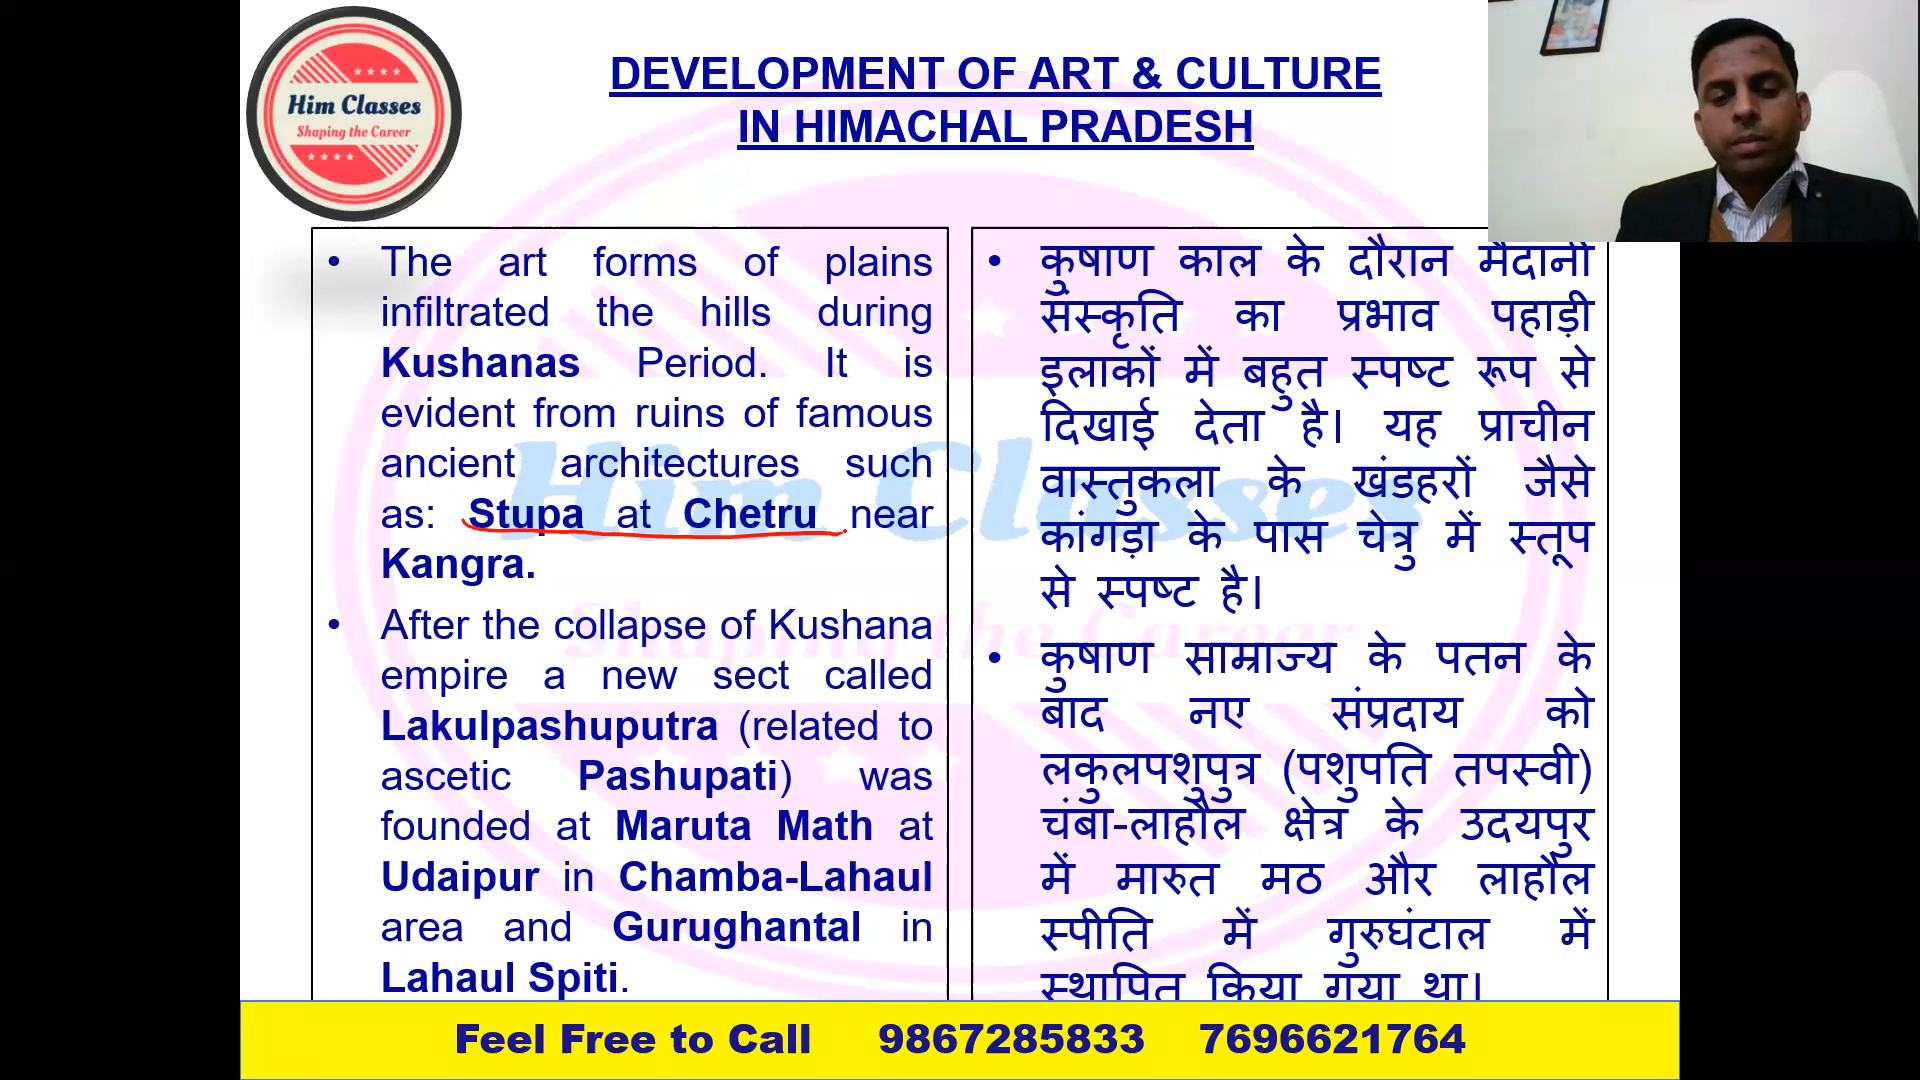 Him Classes
Shaping the Career
DEVELOPMENT OF ART & CULTURE
IN HIMACHAL PRADESH
• The art forms of plains
infiltrated the hills during
Kushanas Period. It is
evident from ruins of famous
ancient architectures such
as: Stupa at Chetru near
Kangra.
• After the collapse of Kushana
empire a new sect called
Lakulpashuputra (related to
ascetic Pashupati) was
founded at Maruta Math at
Udaipur in Chamba-Lahaul
area and Gurughantal in
Lahaul Spiti.
• कुषाण काल के दौरान मैदानी
संस्कृति का प्रभाव पहाड़ी
इलाकों में बहुत स्पष्ट रूप से
दिखाई देता है। यह प्राचीन
वास्तुकला के खंडहरों जैसे
कांगड़ा के पास चेत्रु में स्तूप
से स्पष्ट है।
• कुषाण साम्राज्य के पतन के
बाद नए संप्रदाय को
लकुलपशुपुत्र (पशुपति तपस्वी)
चंबा-लाहौल क्षेत्र के उदयपुर
में मारुत मठ और लाहौल
स्पीति में गुरुघंटाल में
स्थापित किया गया था।
Him Classes
Shaping the Career
Feel Free to Call 9867285833 7696621764